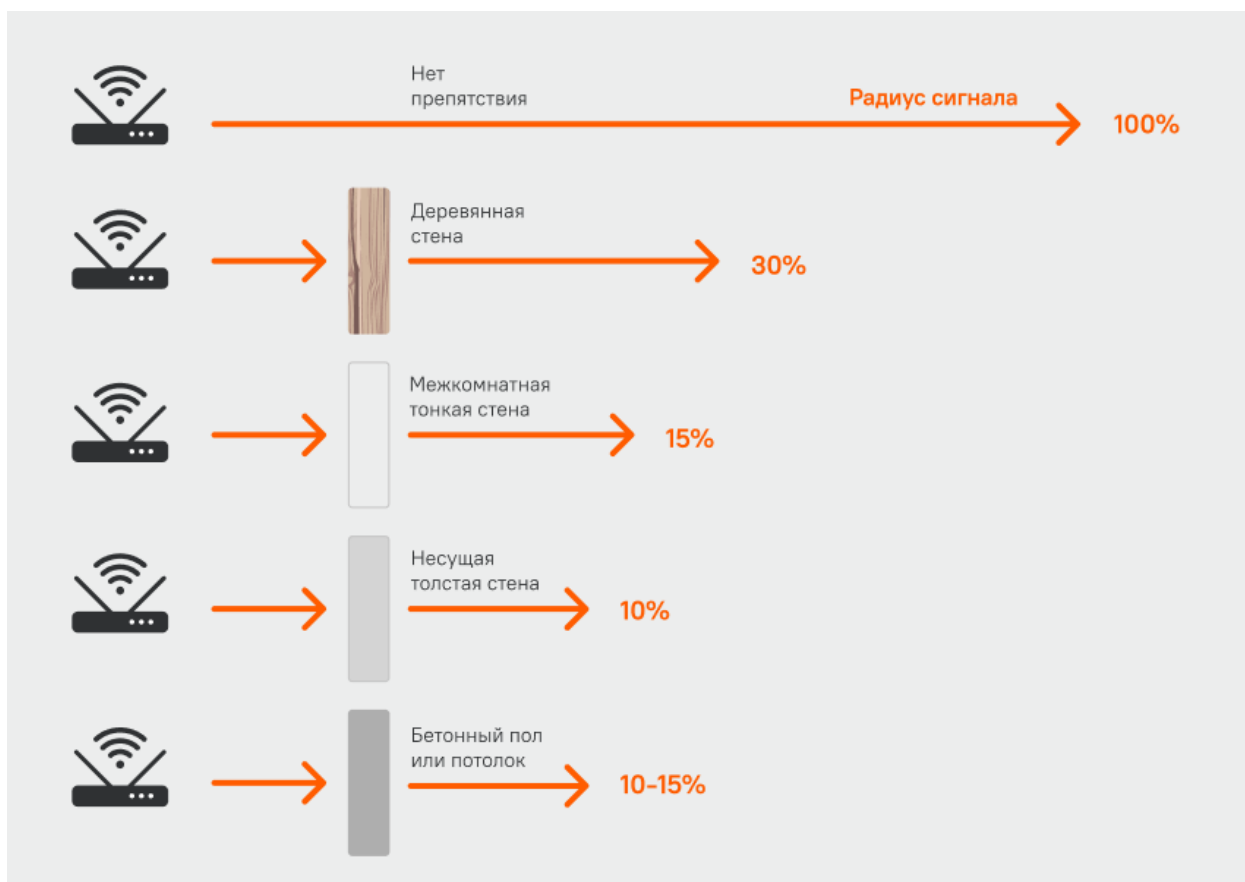 Нет
препятствия
Радиус сигнала
100%
Деревянная
стена
30%
Межкомнатная
тонкая стена
15%
Несущая
толстая стена
10%
Бетонный пол
или потолок
10-15%